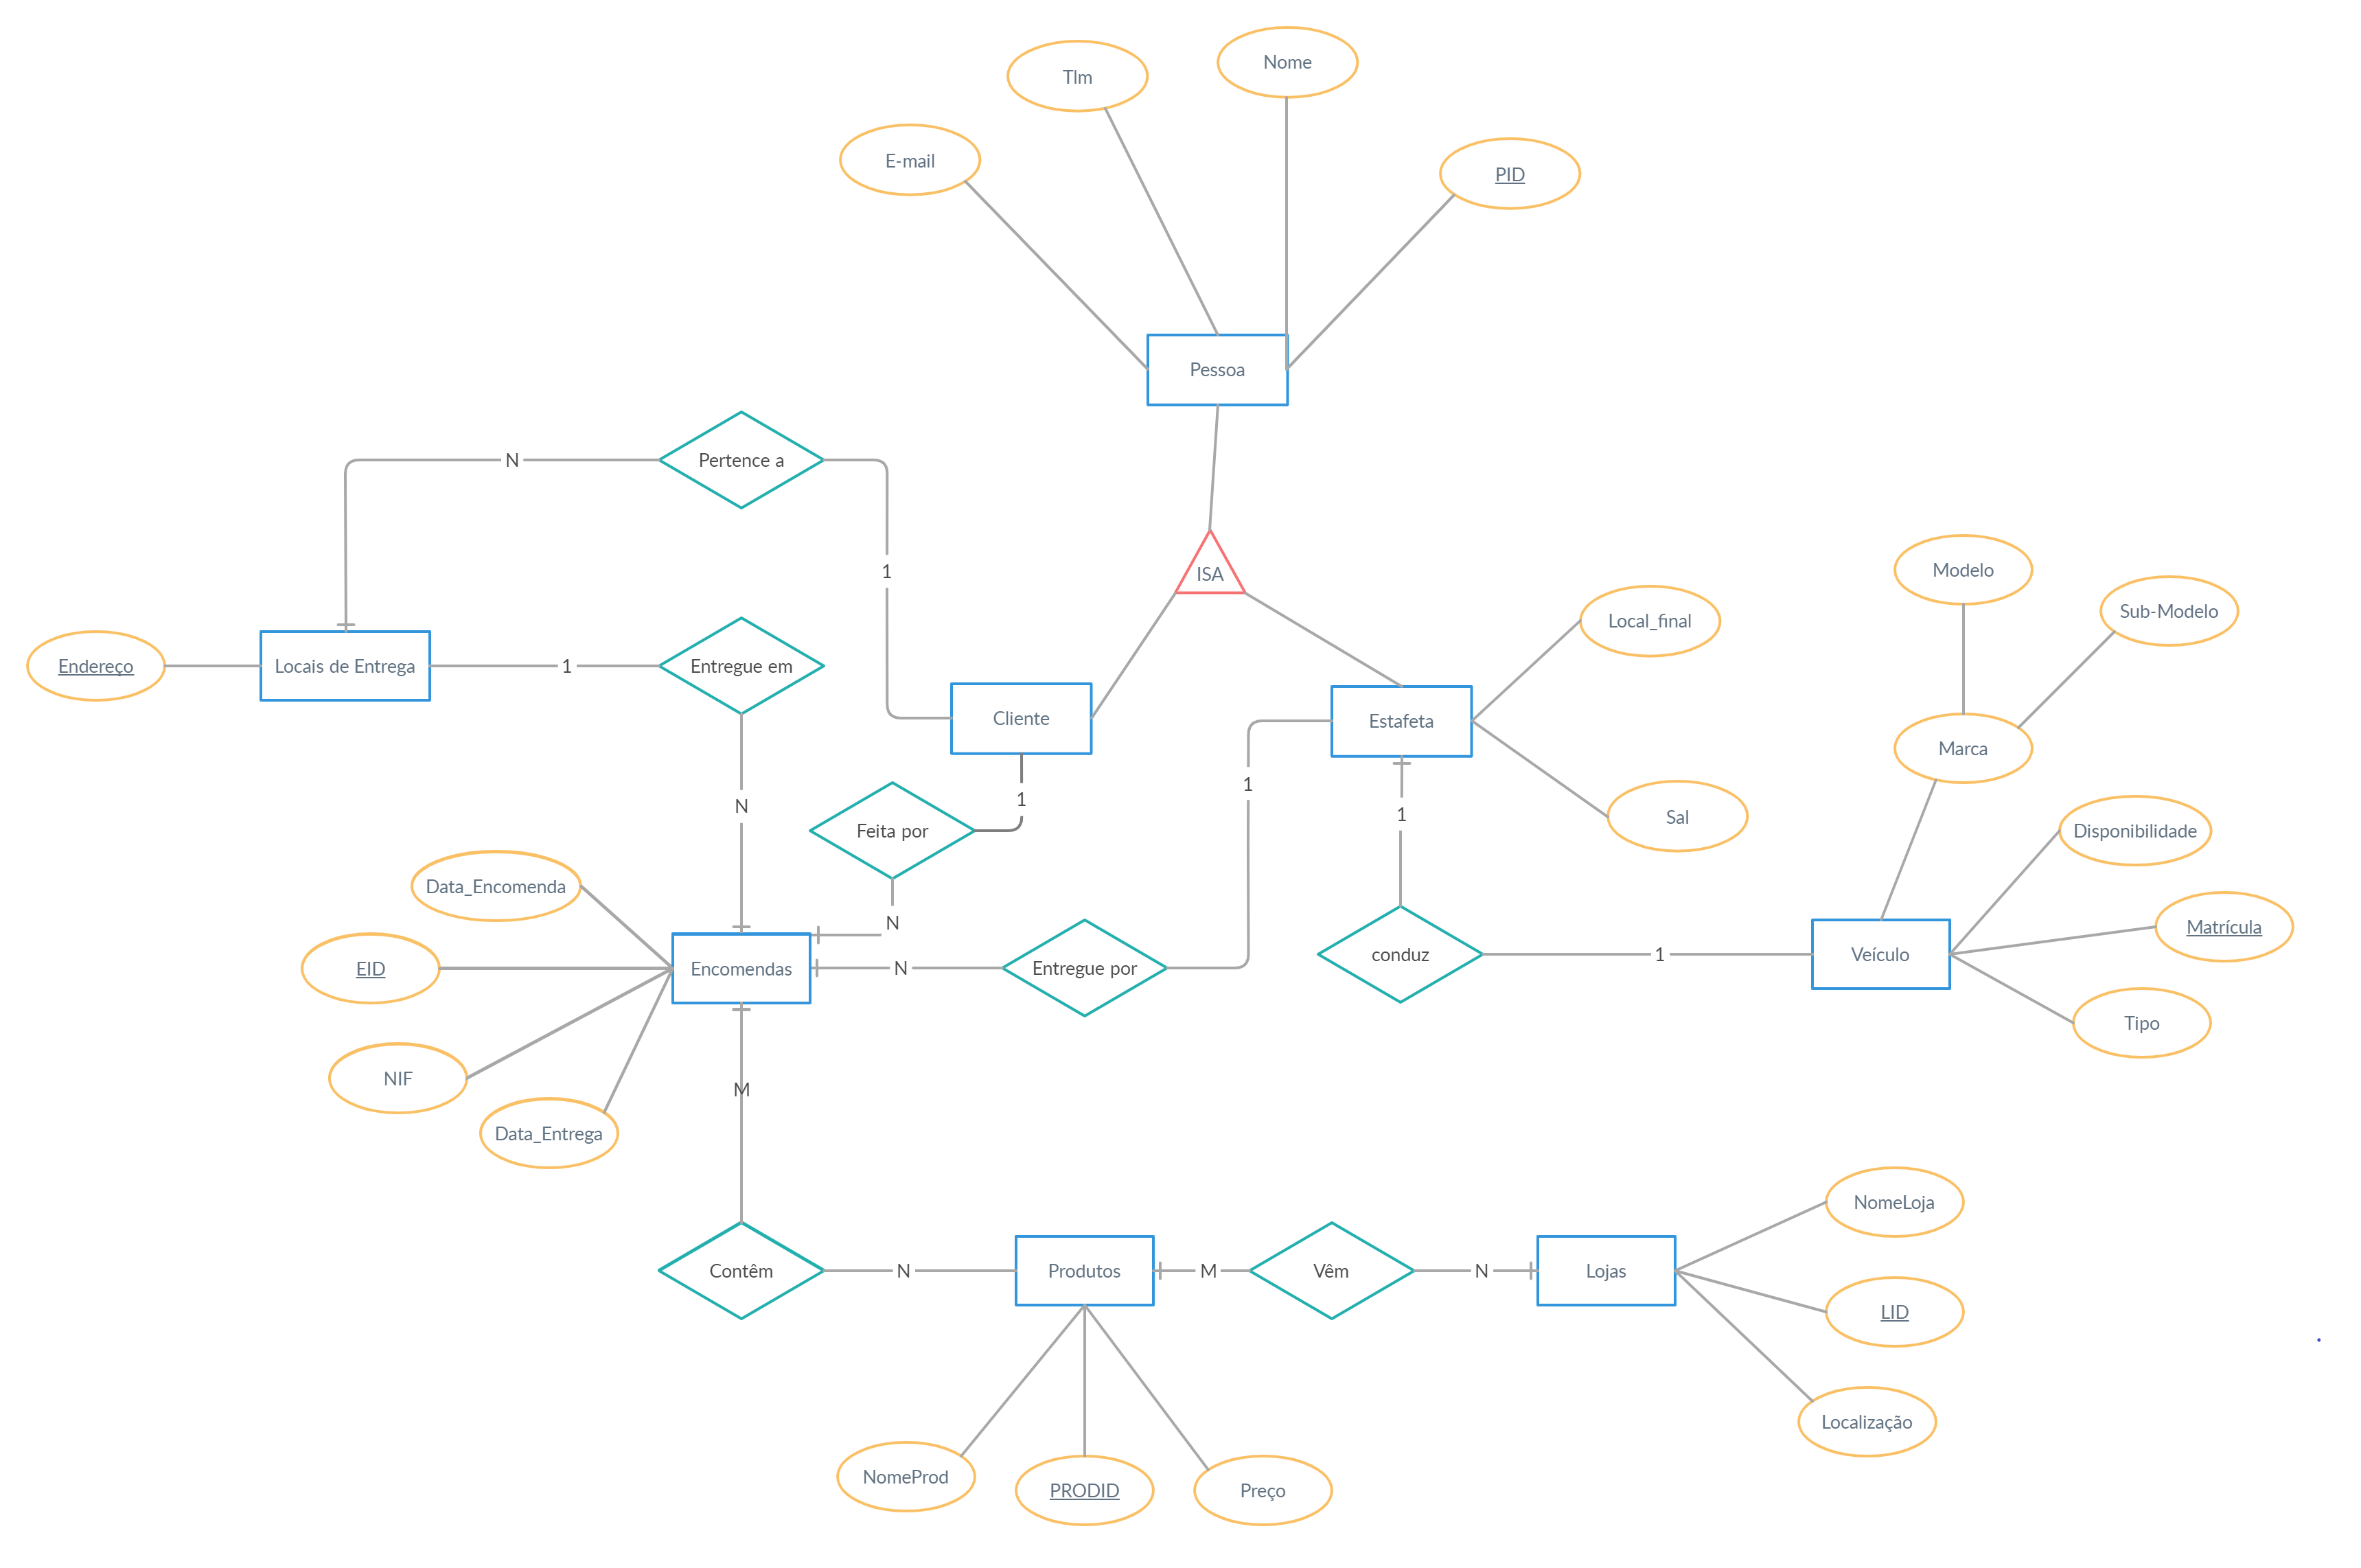 Nome
Tlm
E-mail
PID
Pessoa
N
Pertence a
1
ISA
Modelo
Sub-Modelo
Local_final
Endereço
Locais de Entrega
1
Entregue em
Cliente
Estafeta
Marca
N
1
1
1
Sal
Feita por
Disponibilidade
Data_Encomenda
N
Matrícula
EID
Encomendas
N
Entregue por
conduz
1
Veículo
Tipo
NIF
M
Data_Entrega
NomeLoja
Contêm
N
Produtos
M
Vêm
N
Lojas
LID
Localização
NomeProd
PRODID
Preço